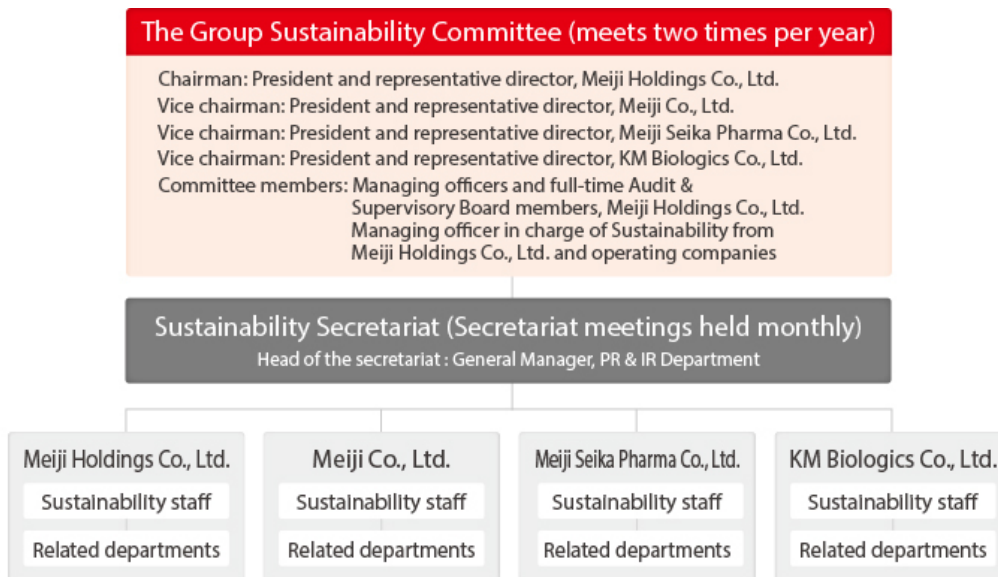 The Group Sustainability Committee (meets two times per year)
Chairman: President and representative director, Meiji Holdings Co., Ltd.
Vice chairman: President and representative director, Meiji Co., Ltd.
Vice chairman: President and representative director, Meiji Seika Pharma Co., Ltd.
Vice chairman: President and representative director, KM Biologics Co., Ltd.
Committee members: Managing officers and full-time Audit &
Supervisory Board members, Meiji Holdings Co., Ltd.
Managing officer in charge of Sustainability from
Meiji Holdings Co., Ltd. and operating companies
Sustainability Secretariat (Secretariat meetings held monthly)
Head of the secretariat : General Manager, PR & IR Department
Meiji Holdings Co., Ltd.
Sustainability staff
Related departments
Meiji Co., Ltd.
Sustainability staff
Related departments
Meiji Seika Pharma Co., Ltd.
Sustainability staff
Related departments
KM Biologics Co., Ltd.
Sustainability staff
Related departments